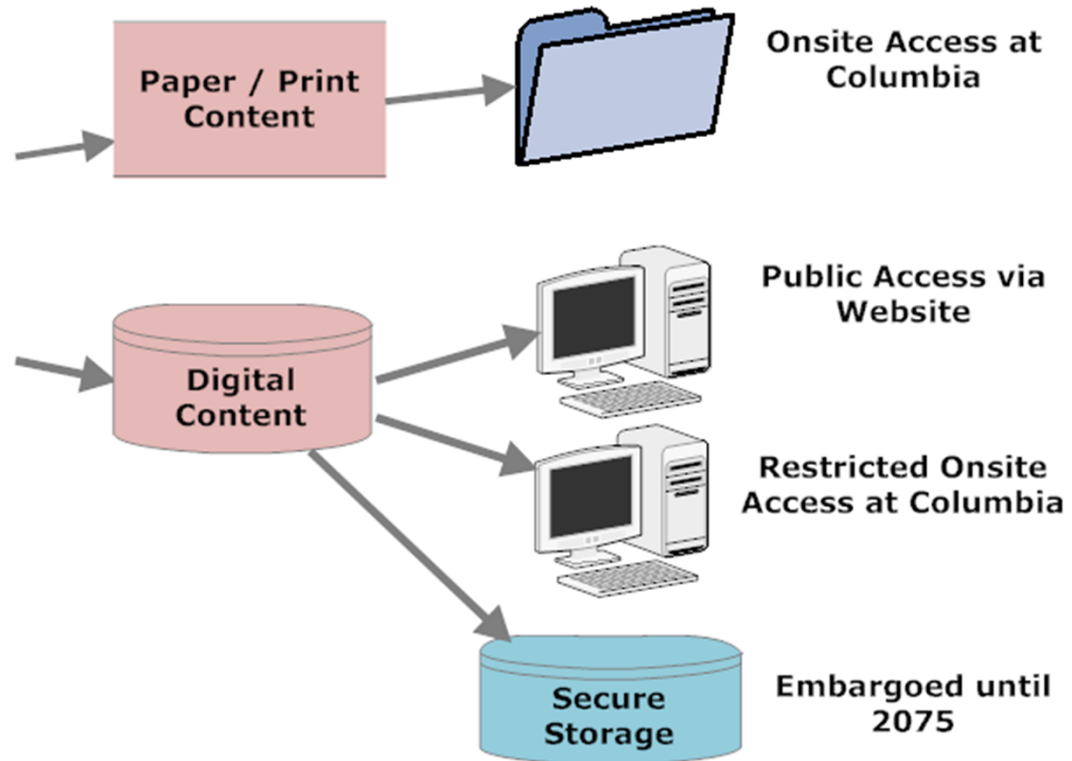 Paper / Print
Content
Onsite Access at
Columbia
Digital
Content
Public Access via
Website
Restricted Onsite
Access at Columbia
Secure
Storage
Embargoed until
2075